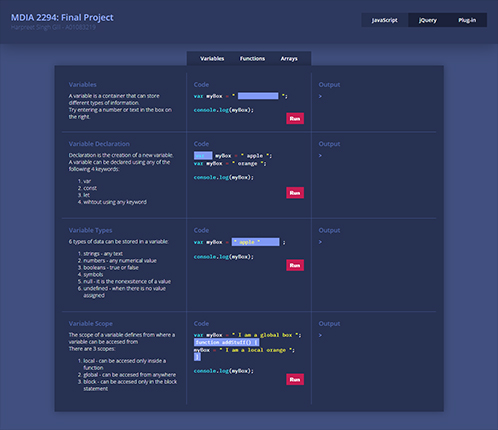 MDIA 2294: Final Project
Harpreet Singh Gill - A01083219
JavaScript
jQuery
Plug-in
Variables
Functions
Arrays
Variables
A variable is a container that can store
different types of information.
Try entering a number or text in the box on
the right.
Code
var myBox = " ";
console.log(myBox);
Run
Output
>
Variable Declaration
Declaration is the creation of a new variable.
A variable can be declared using any of the
following 4 keywords:
1. var
2. const
3. let
4. wihtout using any keyword
Code
myBox = " apple ";
var myBox = " orange ";
console.log(myBox);
Run
Output
>
Variable Types
6 types of data can be stored in a variable.
1. strings - any text
2. numbers - any numerical value
3. booleans - true or false
4. symbols
5. null - it is the nonexsitence of a value
6. undefined - when there is no value
assigned
Code
var myBox = " apple " ;
console.log(myBox);
Run
Output
>
Variable Scope
The scope of a variable defines from where a
variable can be accesed from
There are 3 scopes:
1. local - can be accesed only inside a
function
2. global - can be accesed from anywhere
3. block - can be accesed only in the block
statement
Code
var myBox = " I am a global box ";
function addStuff() {
myBox = " I am a local orange ";
}
console.log(myBox);
Run
Output
>